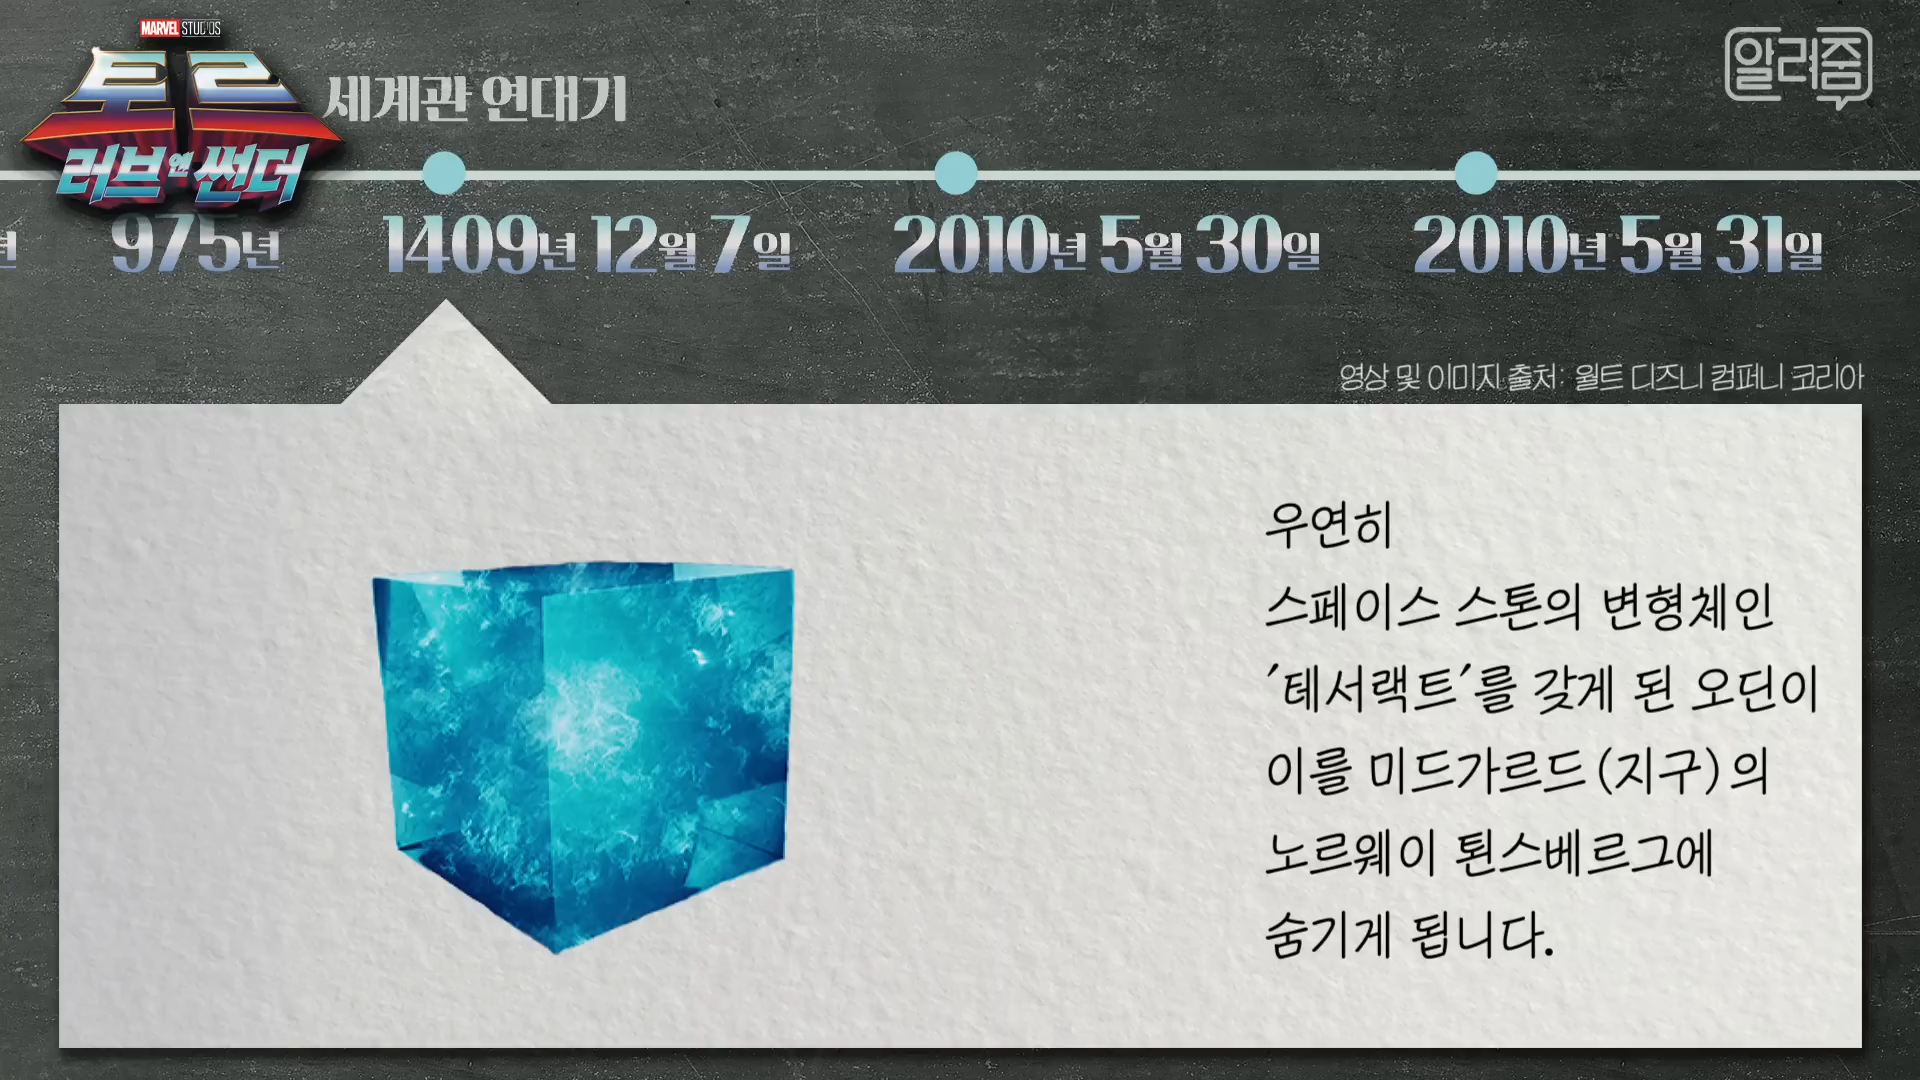 MARVEL STUDIOS
토르
러브 앤 썬더
세계관 연대기
알려줌
975년
1409년 12월 7일
2010년 5월 30일
2010년 5월 31일
영상 및 이미지 출처: 월트 디즈니 컴퍼니 코리아
우연히
스페이스 스톤의 변형체인
'테서랙트'를 갖게 된 오딘이
이를 미드가르드(지구)의
노르웨이 퇸스베르그에
숨기게 됩니다.